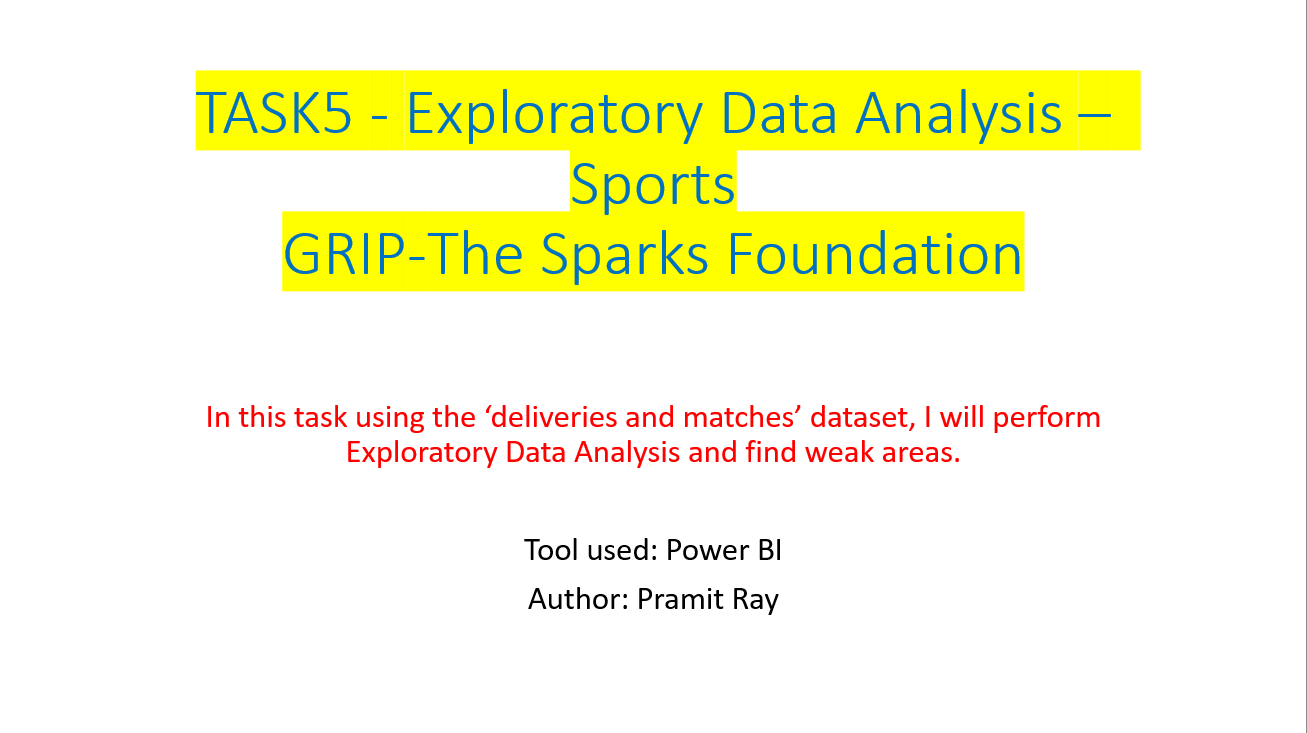 TASK5 - Exploratory Data Analysis –
Sports
GRIP-The Sparks Foundation
In this task using the ‘deliveries and matches’ dataset, I will perform
Exploratory Data Analysis and find weak areas.
Tool used: Power BI
Author: Pramit Ray